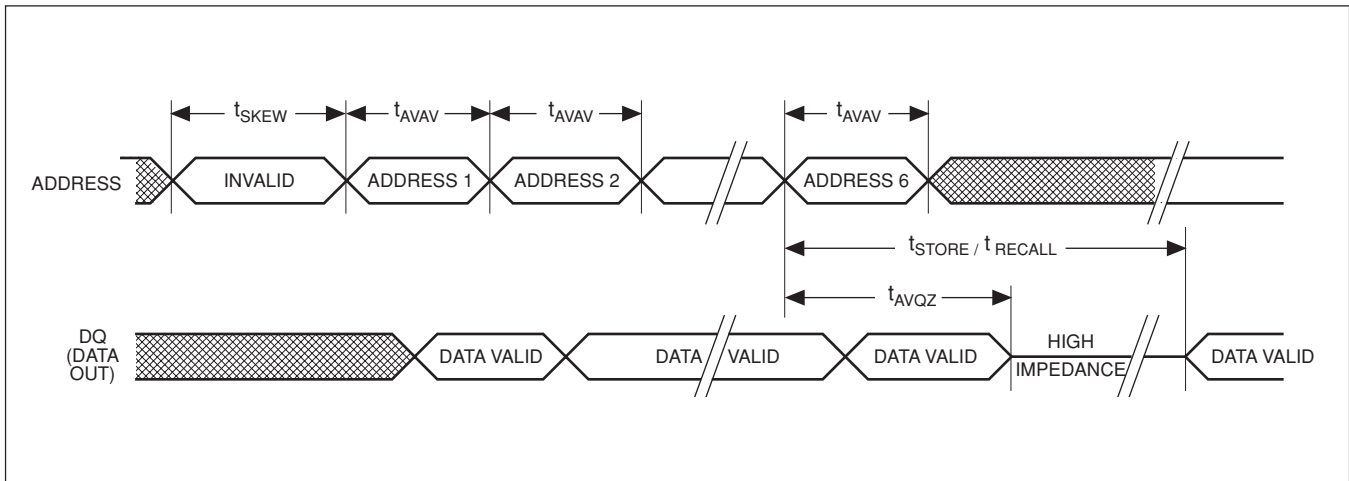 tSKEW tAVAV tAVAV tAVAV
ADDRESS INVALID ADDRESS 1 ADDRESS 2 ADDRESS 6
tSTORE / tRECALL
tAVQZ
DQ
(DATA
OUT)
DATA VALID DATA VALID DATA VALID HIGH
IMPEDANCE DATA VALID